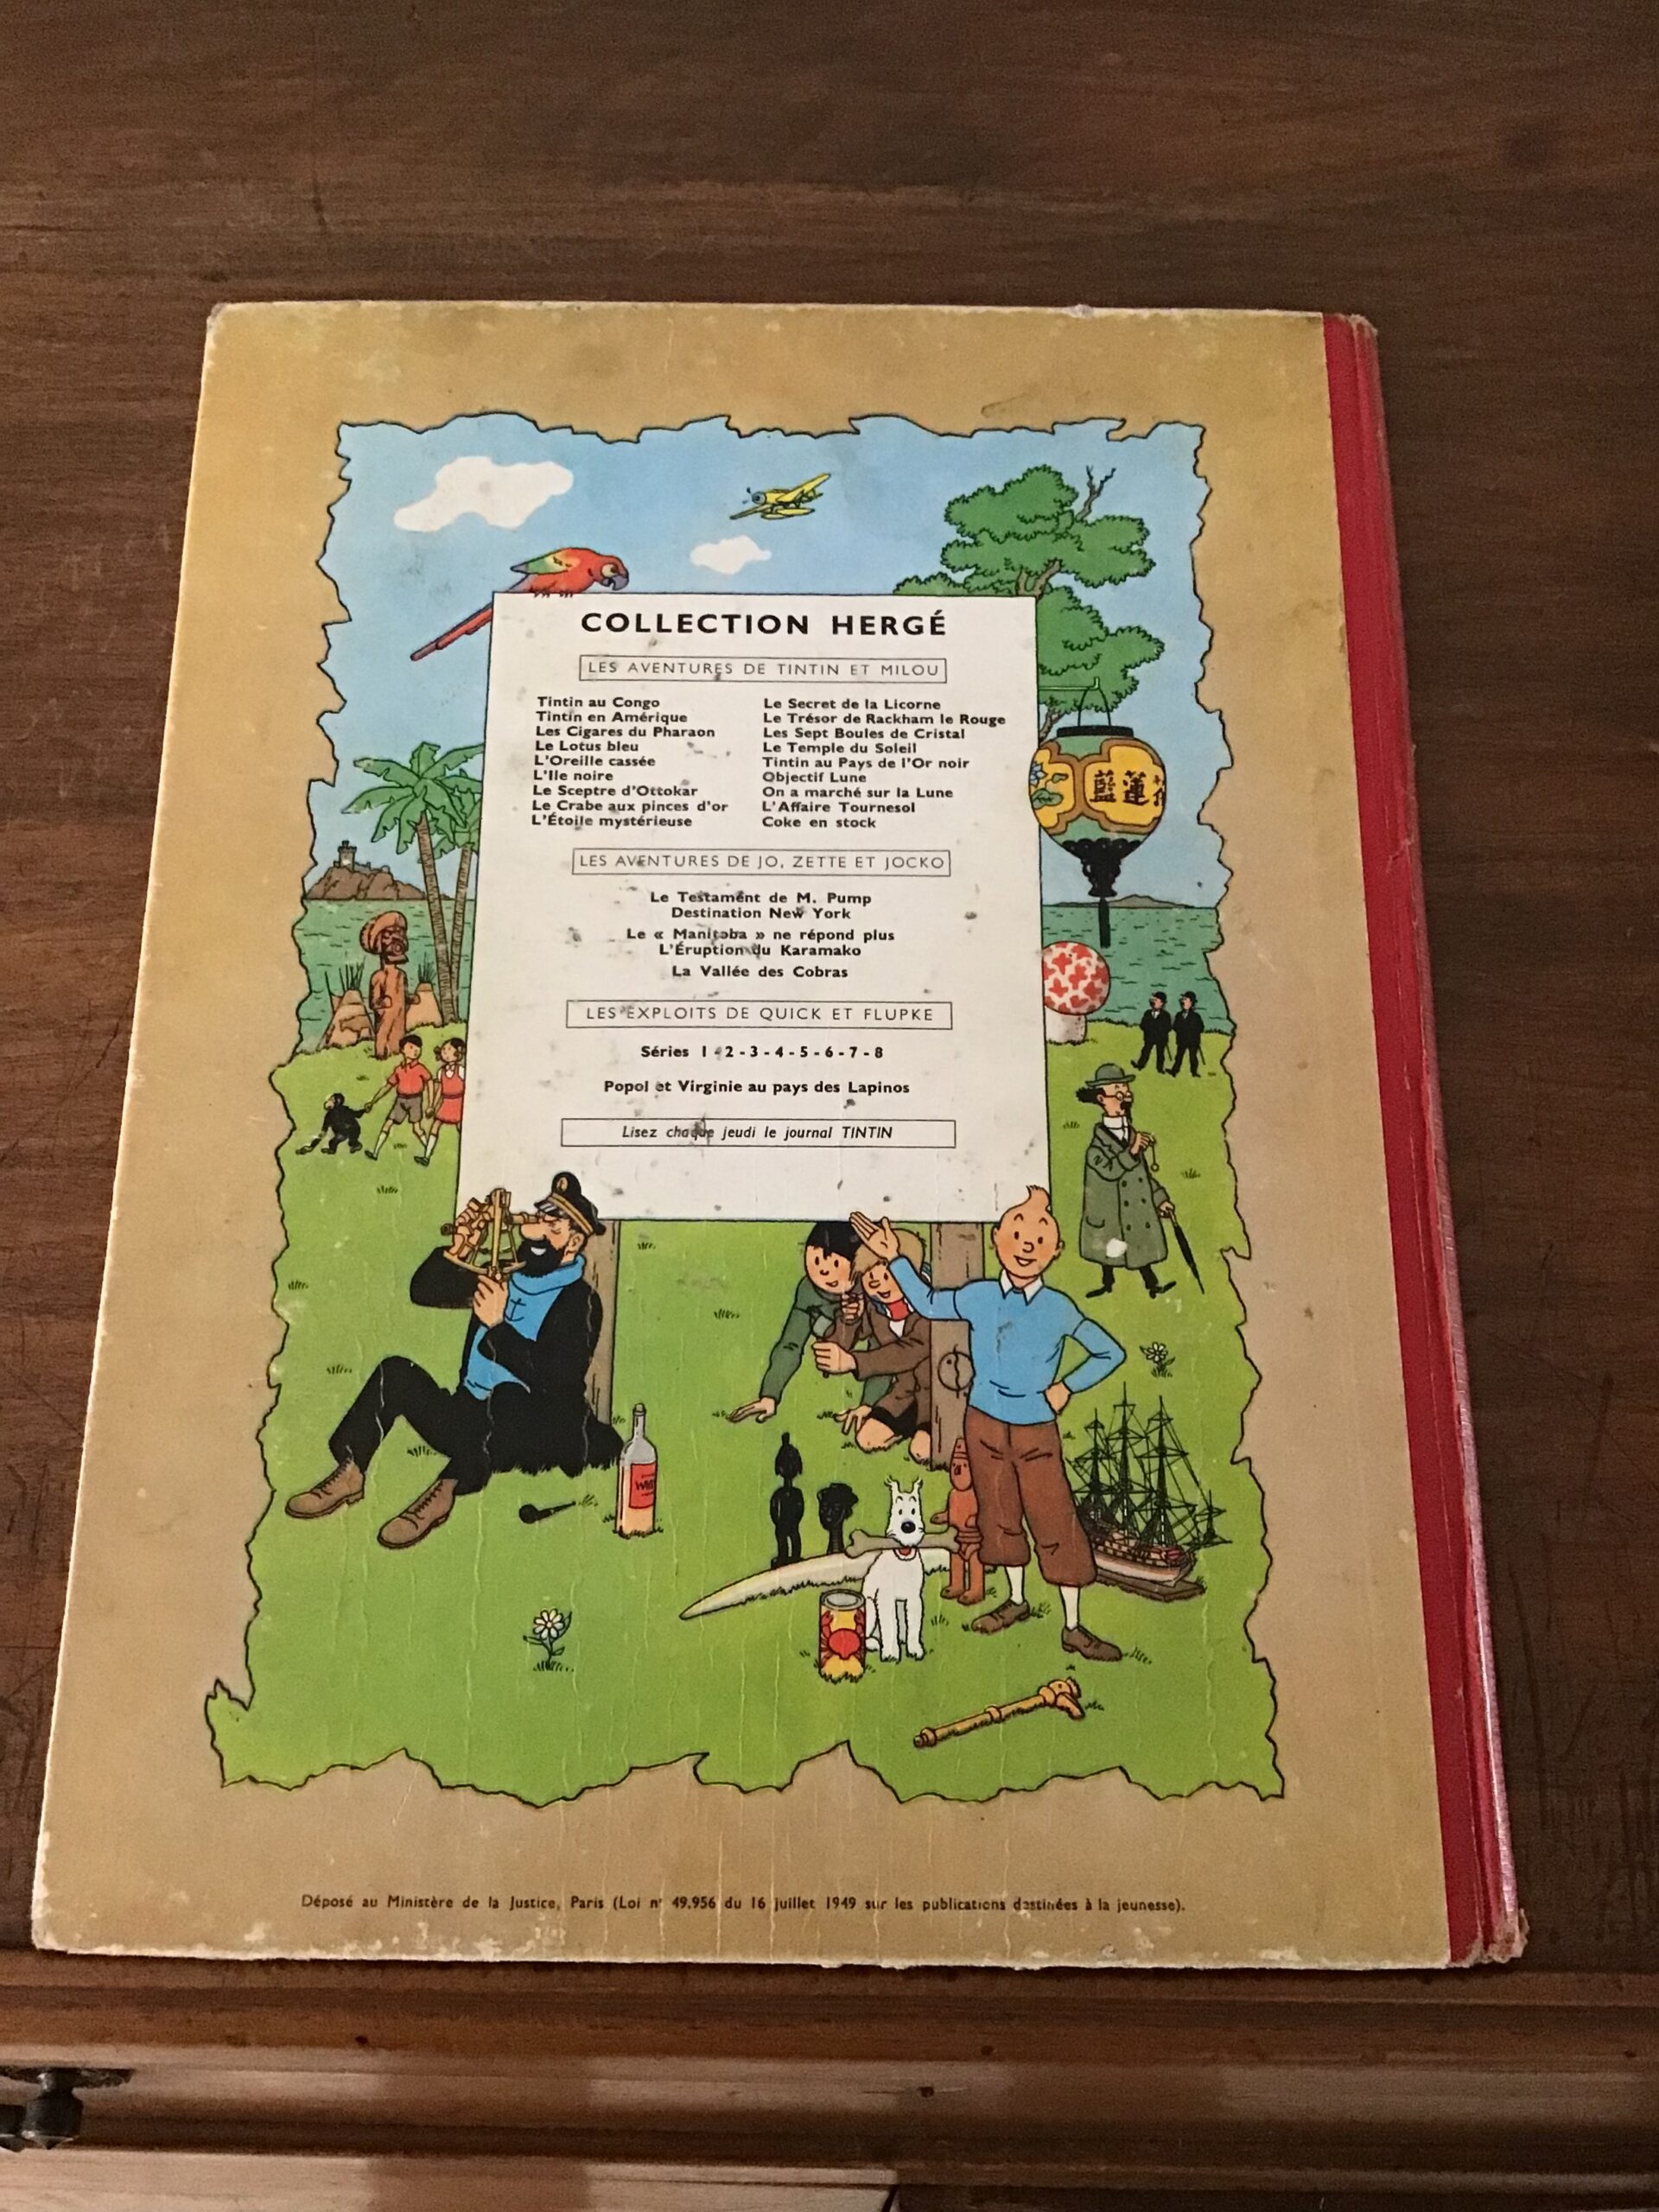 COLLECTION HERGÉ
LES AVENTURES DE TINTIN ET MILOU
Tintin au Congo
Tintin en Amérique
Les Cigares du Pharaon
Le Lotus bleu
L'Oreille cassée
L'Ile noire
Le Sceptre d'Ottokar
Le Crabe aux pinces d'or
L'Étoile mystérieuse
Le Secret de la Licorne
Le Trésor de Rackham le Rouge
Les Sept Boules de Cristal
Le Temple du Soleil
Tintin au Pays de l'Or noir
Objectif Lune
On a marché sur la Lune
L'Affaire Tournesol
Coke en stock
藍蓮
LES AVENTURES DE JO, ZETTE ET JOCKO
Le Testament de M. Pump
Destination New York
Le « Manitoba » ne répond plus
L'Éruption du Karamako
La Vallée des Cobras
LES EXPLOITS DE QUICK ET FLUPKE
Séries 1 - 2 - 3 - 4 - 5 - 6 - 7 - 8
Popol et Virginie au pays des Lapinos
Lisez chaque jeudi le journal TINTIN
Déposé au Ministère de la Justice, Paris (Loi n° 49.956 du 16 juillet 1949 sur les publications destinées à la jeunesse).